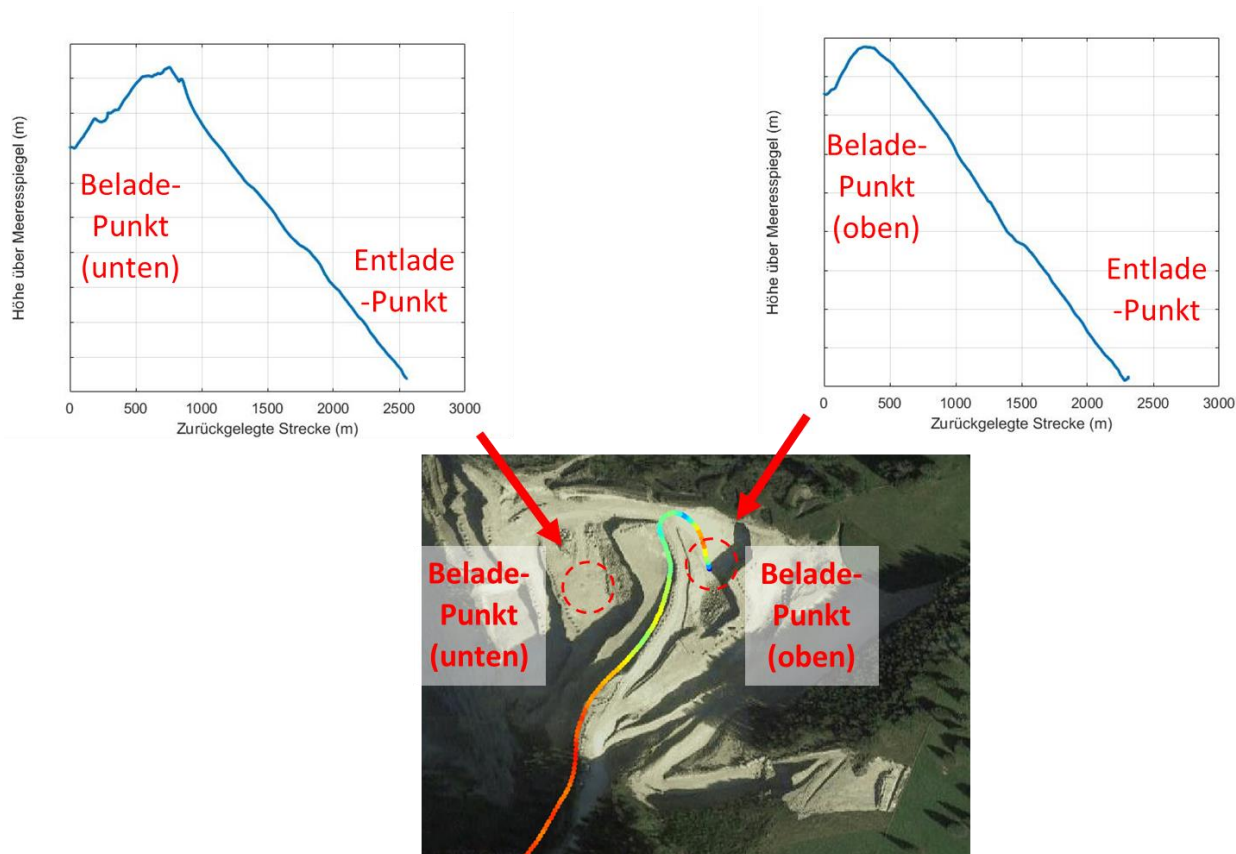 Höhe über Meeresspiegel (m)
Belade-
Punkt
(unten)
Entlade
-Punkt
0 500 1000 1500 2000 2500 3000
Zurückgelegte Strecke (m)
Höhe über Meeresspiegel (m)
Belade-
Punkt
(oben)
Entlade
-Punkt
0 500 1000 1500 2000 2500 3000
Zurückgelegte Strecke (m)
Belade-
Punkt
(unten)
Belade-
Punkt
(oben)